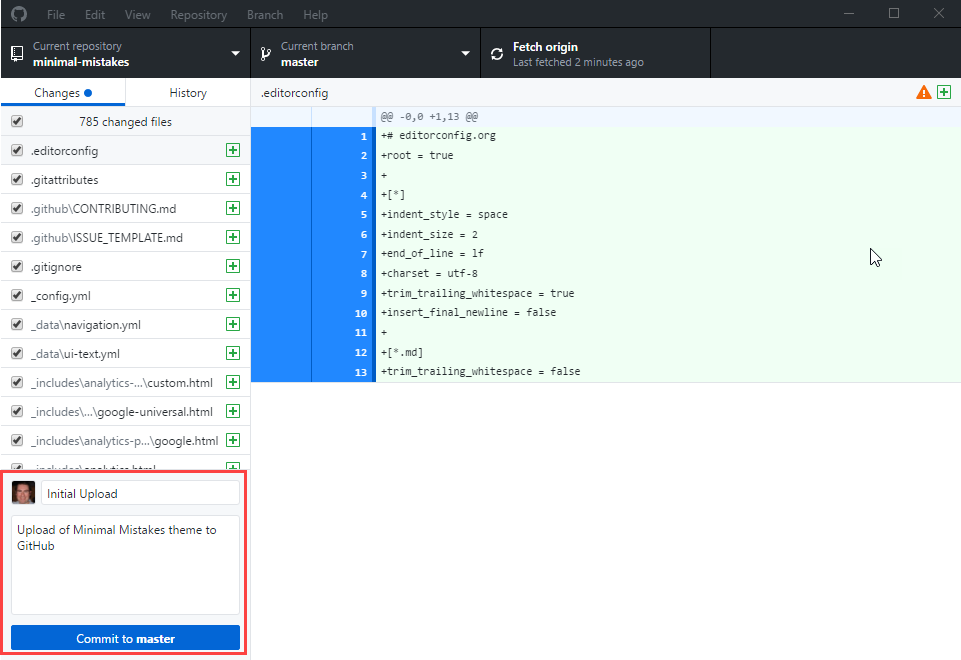 File Edit View Repository Branch Help
Current repository
minimal-mistakes
Current branch
master
Fetch origin
Last fetched 2 minutes ago
Changes
History
785 changed files
.editorconfig
.gitattributes
.github\CONTRIBUTING.md
.github\ISSUE_TEMPLATE.md
.gitignore
_config.yml
_data\navigation.yml
_data\ui-text.yml
_includes\analytics-...\custom.html
_includes\...\google-universal.html
_includes\analytics-p...\google.html
_includes\analytics.html
Initial Upload
Upload of Minimal Mistakes theme to
GitHub
Commit to master
.editorconfig
@@ -0,0 +1,13 @@
1 +# editorconfig.org
2 +root = true
3 +
4 +[*]
5 +indent_style = space
6 +indent_size = 2
7 +end_of_line = lf
8 +charset = utf-8
9 +trim_trailing_whitespace = true
10 +insert_final_newline = false
11 +
12 +[*.md]
13 +trim_trailing_whitespace = false